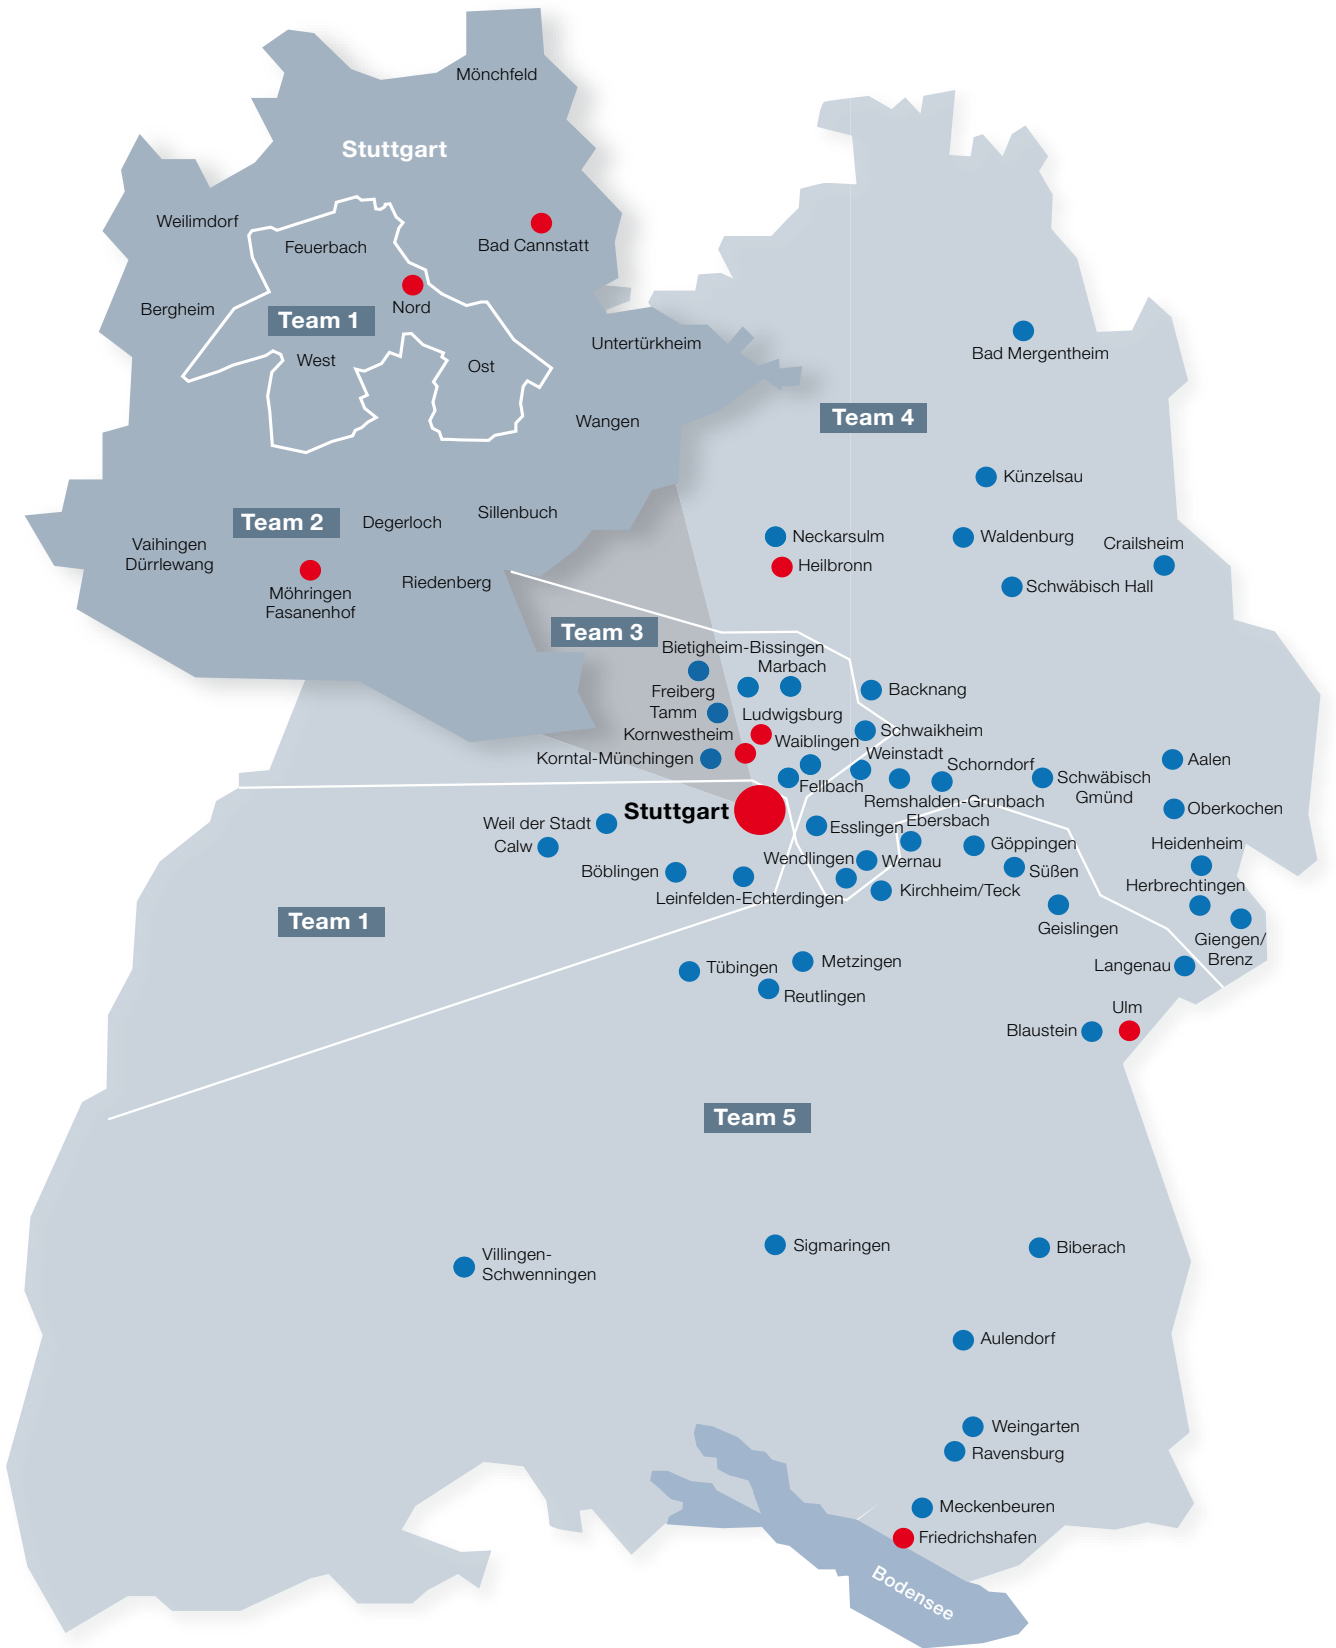 Mönchfeld
Stuttgart
Weilimdorf
Feuerbach
Bad Cannstatt
Bergheim
Nord
Team 1
West
Ost
Untertürkheim
Wangen
Team 2
Degerloch
Sillenbuch
Vaihingen
Dürrlewang
Möhringen
Fasanenhof
Riedenberg
Bad Mergentheim
Team 4
Künzelsau
Neckarsulm
Heilbronn
Waldenburg
Crailsheim
Schwäbisch Hall
Team 3
Bietigheim-Bissingen
Marbach
Freiberg
Tamm
Ludwigsburg
Kornwestheim
Waiblingen
Korntal-Münchingen
Backnang
Schwaikheim
Weinstadt
Schorndorf
Fellbach
Remshalden-Grunbach
Schwäbisch
Gmünd
Aalen
Oberkochen
Stuttgart
Weil der Stadt
Calw
Esslingen
Ebersbach
Göppingen
Heidenheim
Böblingen
Wendlingen
Wernau
Süßen
Herbrechtingen
Leinfelden-Echterdingen
Kirchheim/Teck
Geislingen
Giengen/
Brenz
Team 1
Tübingen
Metzingen
Reutlingen
Langenau
Ulm
Blaustein
Team 5
Villingen-
Schwenningen
Sigmaringen
Biberach
Aulendorf
Weingarten
Ravensburg
Meckenbeuren
Friedrichshafen
Bodensee